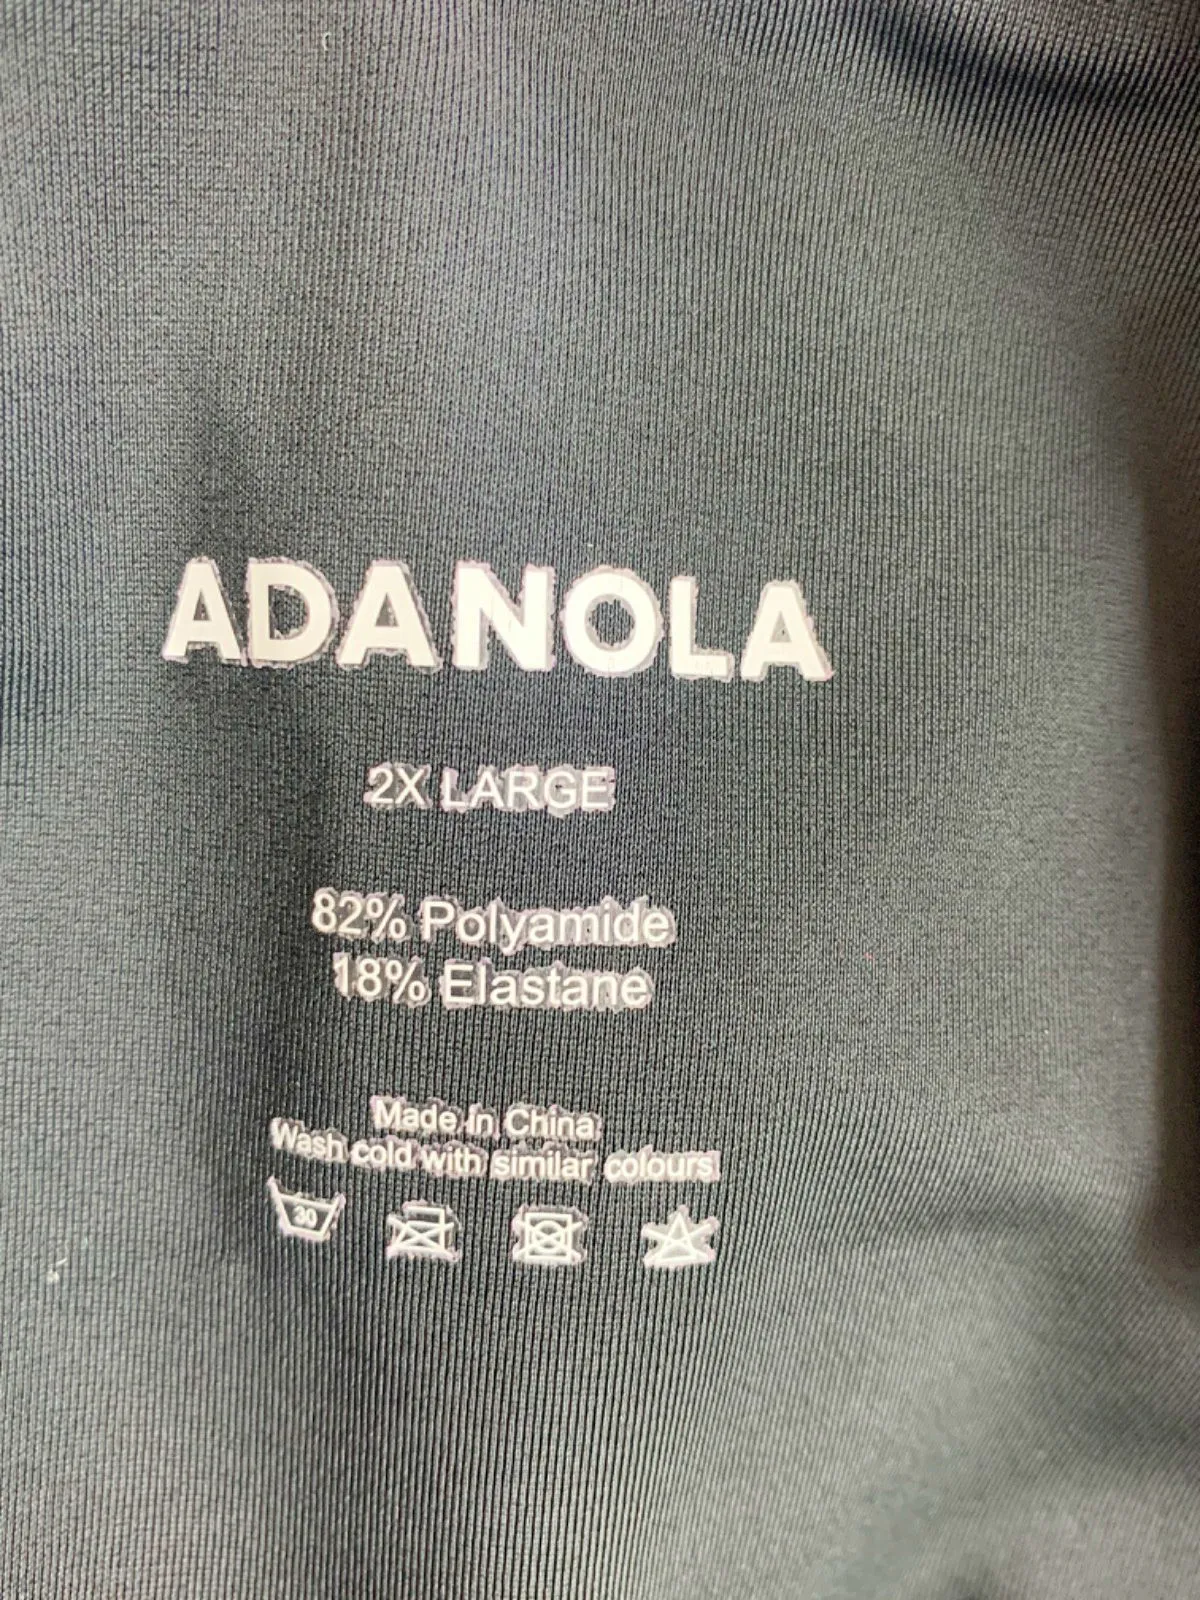 ADANOLA
2X LARGE
82% Polyamide
18% Elastane
Made In China
Wash cold with similar colours
30